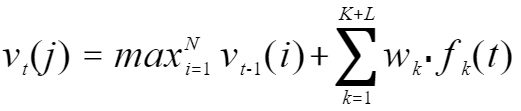 v_t(j) = max_{i=1}^{N} v_{t-1}(i) + \sum_{k=1}^{K+L} w_k · f_k(t)